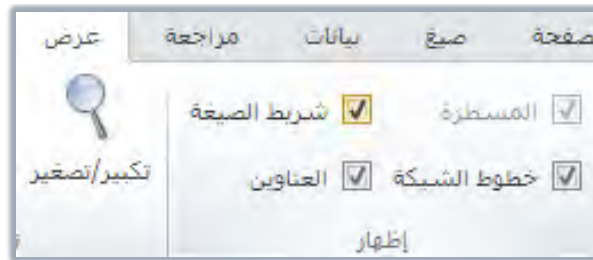 صفحة صيغ بيانات مراجعة عرض
المسطرة شريط الصيغة
خطوط الشبكة العناوين تكبير/تصغير
إظهار